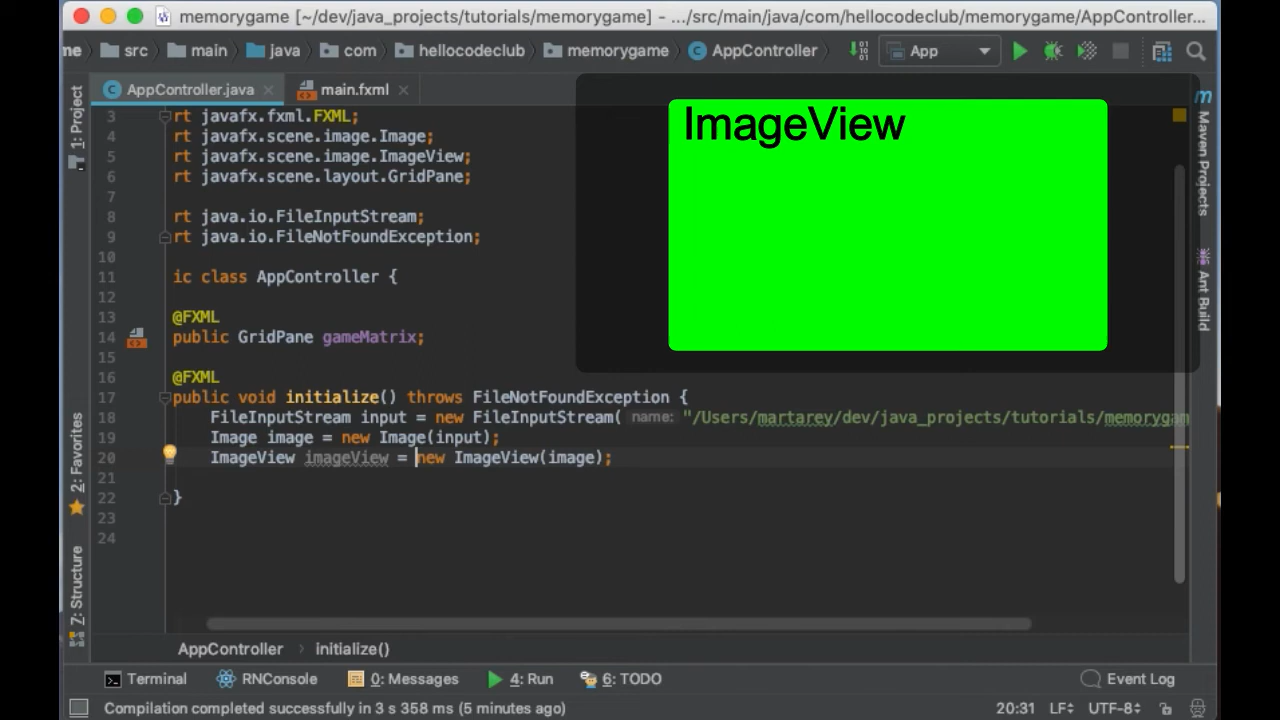 memorygame [~/dev/java_projects/tutorials/memorygame] - .../src/main/java/com/hellocodeclub/memorygame/AppController...
me src main java com hellocodeclub memorygame AppController App
AppController.java main.fxml
1: Project
Maven Projects
Ant Build
2: Favorites
Z: Structure
ImageView
3 rt javafx.fxml.FXML;
4 rt javafx.scene.image.Image;
5 rt javafx.scene.image.ImageView;
6 rt javafx.scene.layout.GridPane;
7
8 rt java.io.FileInputStream;
9 rt java.io.FileNotFoundException;
10
11 ic class AppController {
12
13 @FXML
14 public GridPane gameMatrix;
15
16 @FXML
17 public void initialize() throws FileNotFoundException {
18 FileInputStream input = new FileInputStream( name: "/Users/martarey/dev/java_projects/tutorials/memorygam
19 Image image = new Image(input);
20 ImageView imageView = new ImageView(image);
21
22 }
23
24
AppController › initialize()
Terminal RNConsole 0: Messages 4: Run 6: TODO Event Log
Compilation completed successfully in 3 s 358 ms (5 minutes ago) 20:31 LF UTF-8